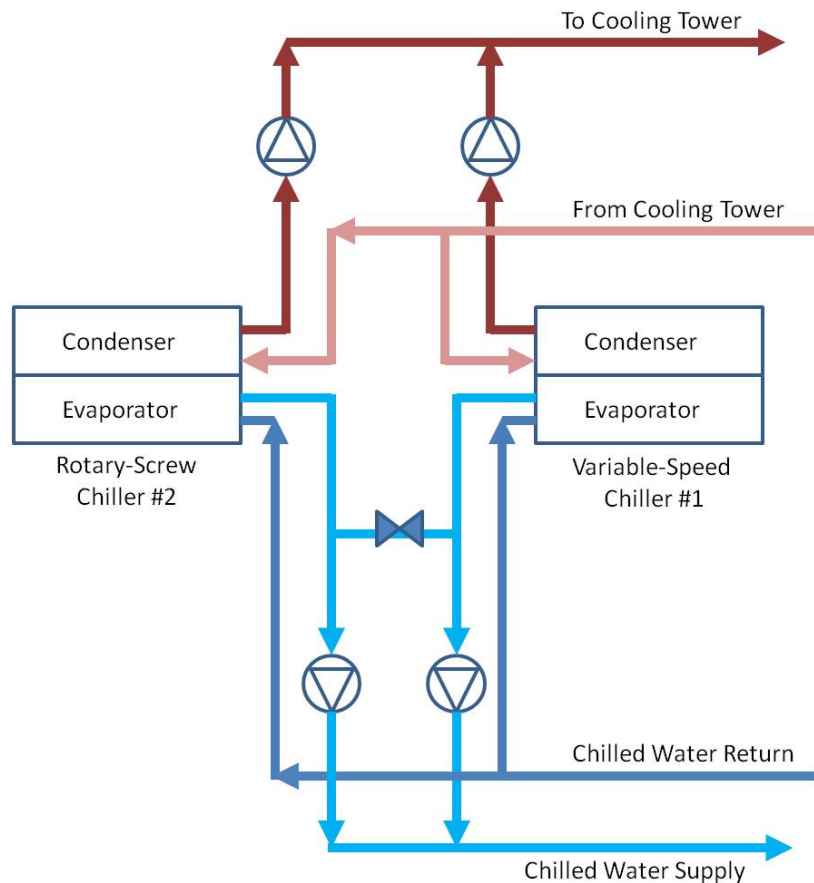 To Cooling Tower
From Cooling Tower
Condenser
Evaporator
Rotary-Screw
Chiller #2
Condenser
Evaporator
Variable-Speed
Chiller #1
Chilled Water Return
Chilled Water Supply